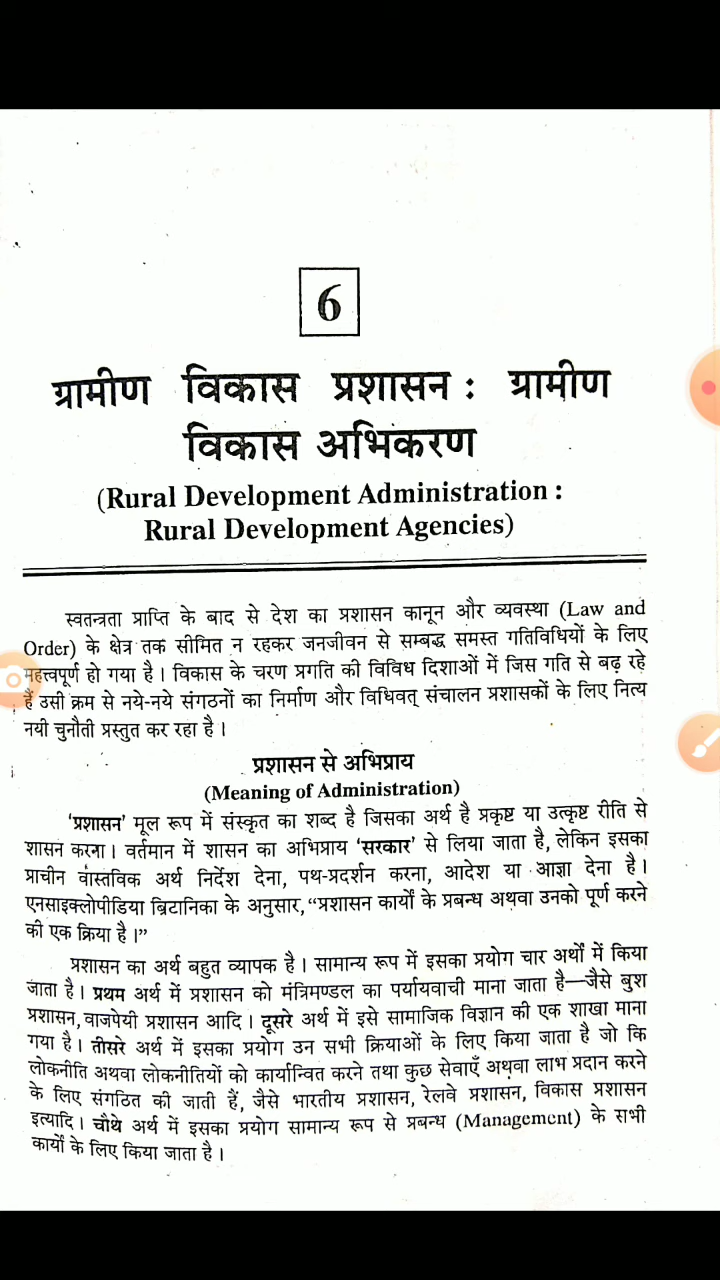 6
ग्रामीण विकास प्रशासन : ग्रामीण
विकास अभिकरण
(Rural Development Administration :
Rural Development Agencies)
स्वतन्त्रता प्राप्ति के बाद से देश का प्रशासन कानून और व्यवस्था (Law and
Order) के क्षेत्र तक सीमित न रहकर जनजीवन से सम्बद्ध समस्त गतिविधियों के लिए
महत्त्वपूर्ण हो गया है। विकास के चरण प्रगति की विविध दिशाओं में जिस गति से बढ़ रहे
हैं उसी क्रम से नये-नये संगठनों का निर्माण और विधिवत् संचालन प्रशासकों के लिए नित्य
नयी चुनौती प्रस्तुत कर रहा है।
प्रशासन से अभिप्राय
(Meaning of Administration)
‘प्रशासन’ मूल रूप में संस्कृत का शब्द है जिसका अर्थ है प्रकृष्ट या उत्कृष्ट रीति से
शासन करना। वर्तमान में शासन का अभिप्राय ‘सरकार’ से लिया जाता है, लेकिन इसका
प्राचीन वास्तविक अर्थ निर्देश देना, पथ-प्रदर्शन करना, आदेश या आज्ञा देना है।
एनसाइक्लोपीडिया ब्रिटानिका के अनुसार, “प्रशासन कार्यों के प्रबन्ध अथवा उनको पूर्ण करने
की एक क्रिया है।”
प्रशासन का अर्थ बहुत व्यापक है। सामान्य रूप में इसका प्रयोग चार अर्थों में किया
जाता है। प्रथम अर्थ में प्रशासन को मंत्रिमण्डल का पर्यायवाची माना जाता है—जैसे बुश
प्रशासन, वाजपेयी प्रशासन आदि। दूसरे अर्थ में इसे सामाजिक विज्ञान की एक शाखा माना
गया है। तीसरे अर्थ में इसका प्रयोग उन सभी क्रियाओं के लिए किया जाता है जो कि
लोकनीति अथवा लोकनीतियों को कार्यान्वित करने तथा कुछ सेवाएँ अथवा लाभ प्रदान करने
के लिए संगठित की जाती हैं, जैसे भारतीय प्रशासन, रेलवे प्रशासन, विकास प्रशासन
इत्यादि। चौथे अर्थ में इसका प्रयोग सामान्य रूप से प्रबन्ध (Management) के सभी
कार्यों के लिए किया जाता है।